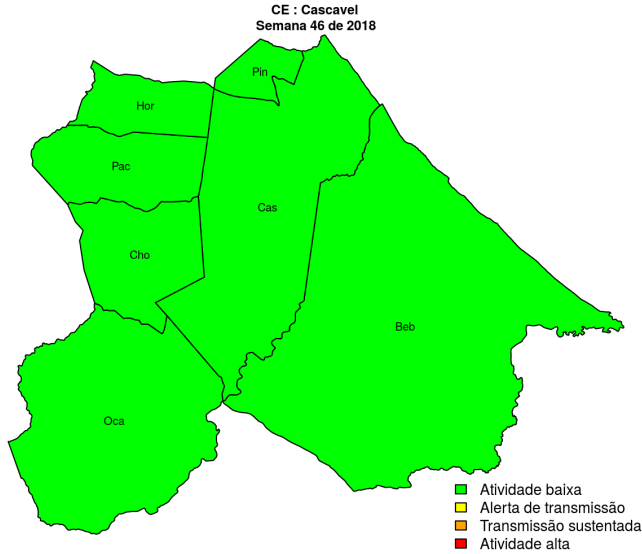 CE : Cascavel
Semana 46 de 2018
Pin
Hor
Pac
Cas
Cho
Beb
Oca
Atividade baixa
Alerta de transmissão
Transmissão sustentada
Atividade alta